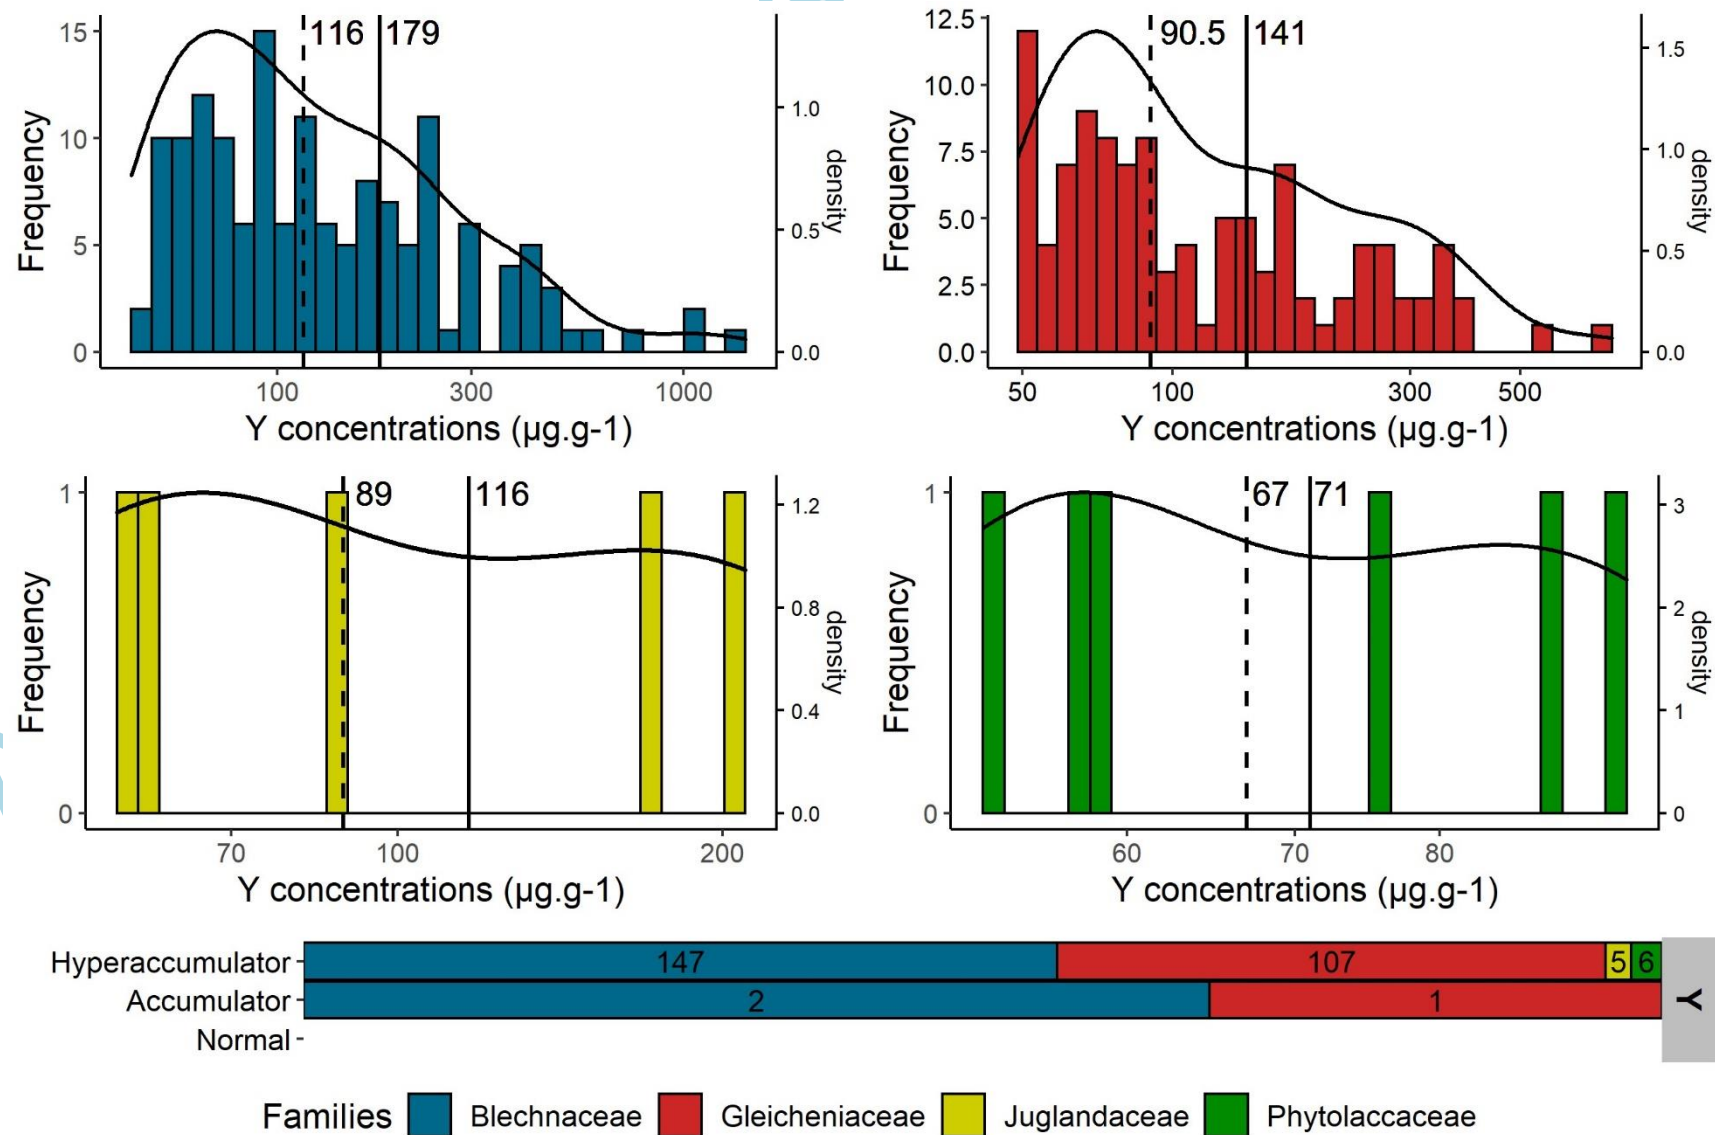 116 179
15
10
5
0
Frequency
1.0
0.5
0.0
density
100 300 1000
Y concentrations (μg.g-1)
90.5 141
12.5
10.0
7.5
5.0
2.5
0.0
Frequency
1.5
1.0
0.5
0.0
density
50 100 300 500
Y concentrations (μg.g-1)
89 116
1
0
Frequency
1.2
0.8
0.4
0.0
density
70 100 200
Y concentrations (μg.g-1)
67 71
1
0
Frequency
3
2
1
0
density
60 70 80
Y concentrations (μg.g-1)
Hyperaccumulator 147 107 5 6
Accumulator 2 1
Normal
Y
Families Blechnaceae Gleicheniaceae Juglandaceae Phytolaccaceae